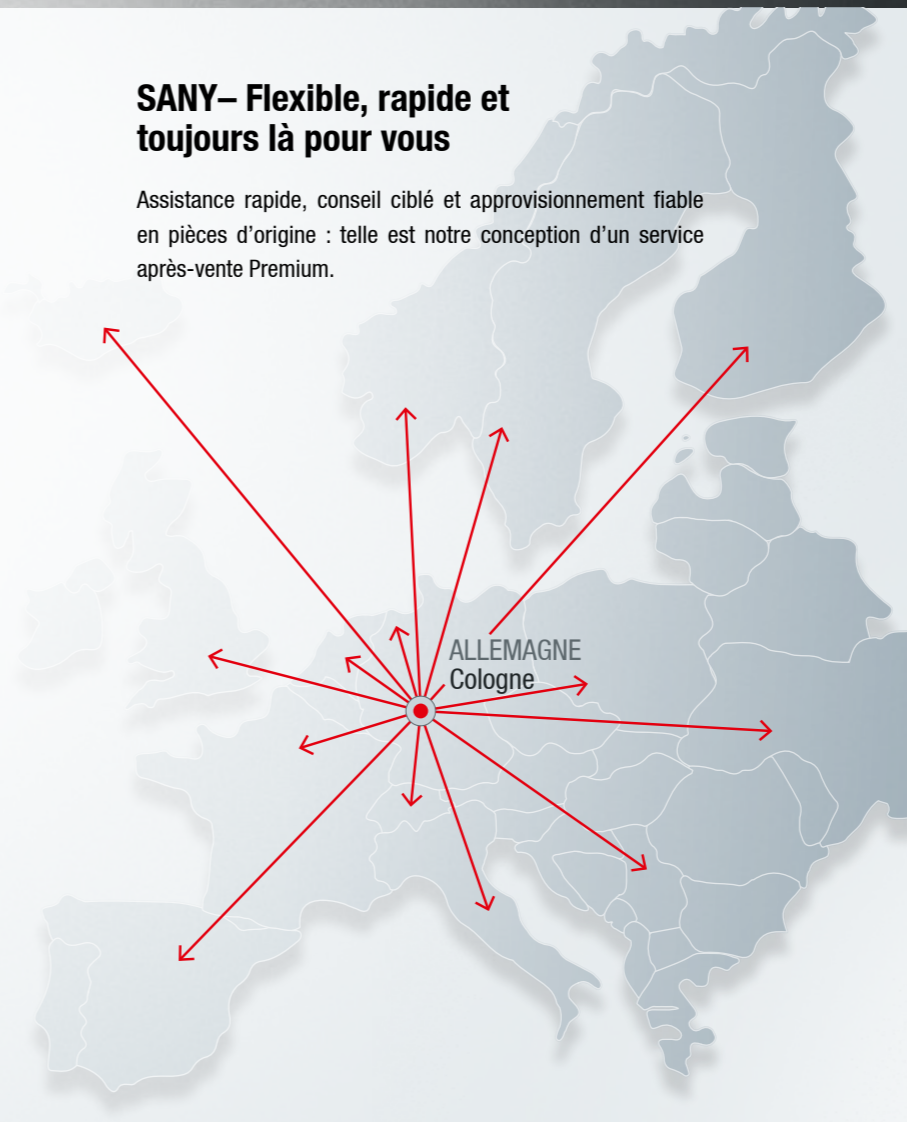 SANY– Flexible, rapide et
toujours là pour vous
Assistance rapide, conseil ciblé et approvisionnement fiable
en pièces d’origine : telle est notre conception d’un service
après-vente Premium.
ALLEMAGNE
Cologne